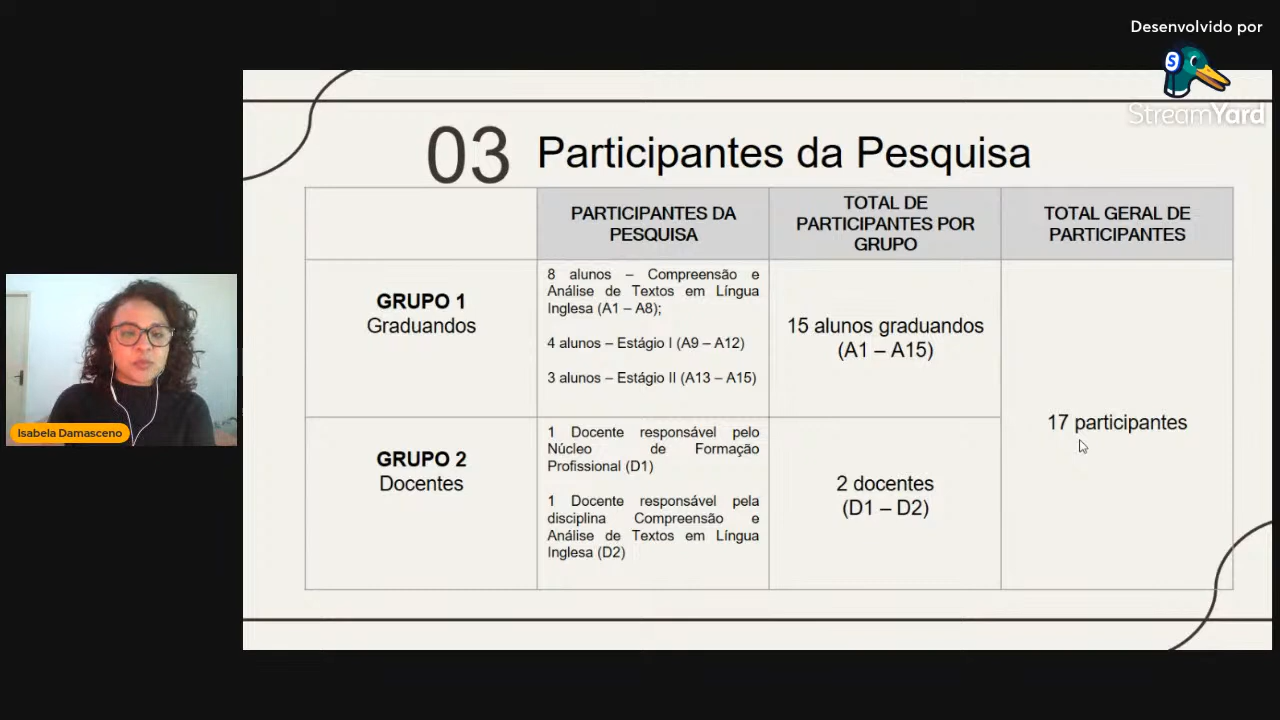 Desenvolvido por
StreamYard
03 Participantes da Pesquisa
PARTICIPANTES DA
PESQUISA
TOTAL DE
PARTICIPANTES POR
GRUPO
TOTAL GERAL DE
PARTICIPANTES
GRUPO 1
Graduandos
8 alunos – Compreensão e
Análise de Textos em Língua
Inglesa (A1 – A8);
4 alunos – Estágio I (A9 – A12)
3 alunos – Estágio II (A13 – A15)
15 alunos graduandos
(A1 – A15)
17 participantes
GRUPO 2
Docentes
1 Docente responsável pelo
Núcleo de Formação
Profissional (D1)
1 Docente responsável pela
disciplina Compreensão e
Análise de Textos em Língua
Inglesa (D2)
2 docentes
(D1 – D2)
Isabela Damasceno